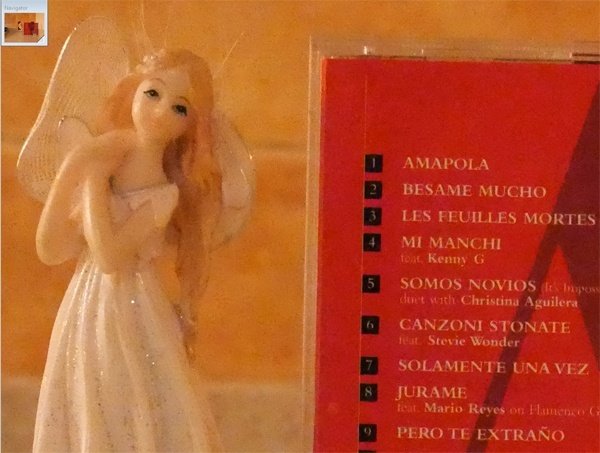 Navigator
1 AMAPOLA
2 BESAME MUCHO
3 LES FEUILLES MORTES
4 MI MANCHI
feat. Kenny G
5 SOMOS NOVIOS (It's Imposs
duet with Christina Aguilera
6 CANZONI STONATE
feat. Stevie Wonder
7 SOLAMENTE UNA VEZ
8 JURAME
feat. Mario Reyes on Flamenco G
9 PERO TE EXTRAÑO